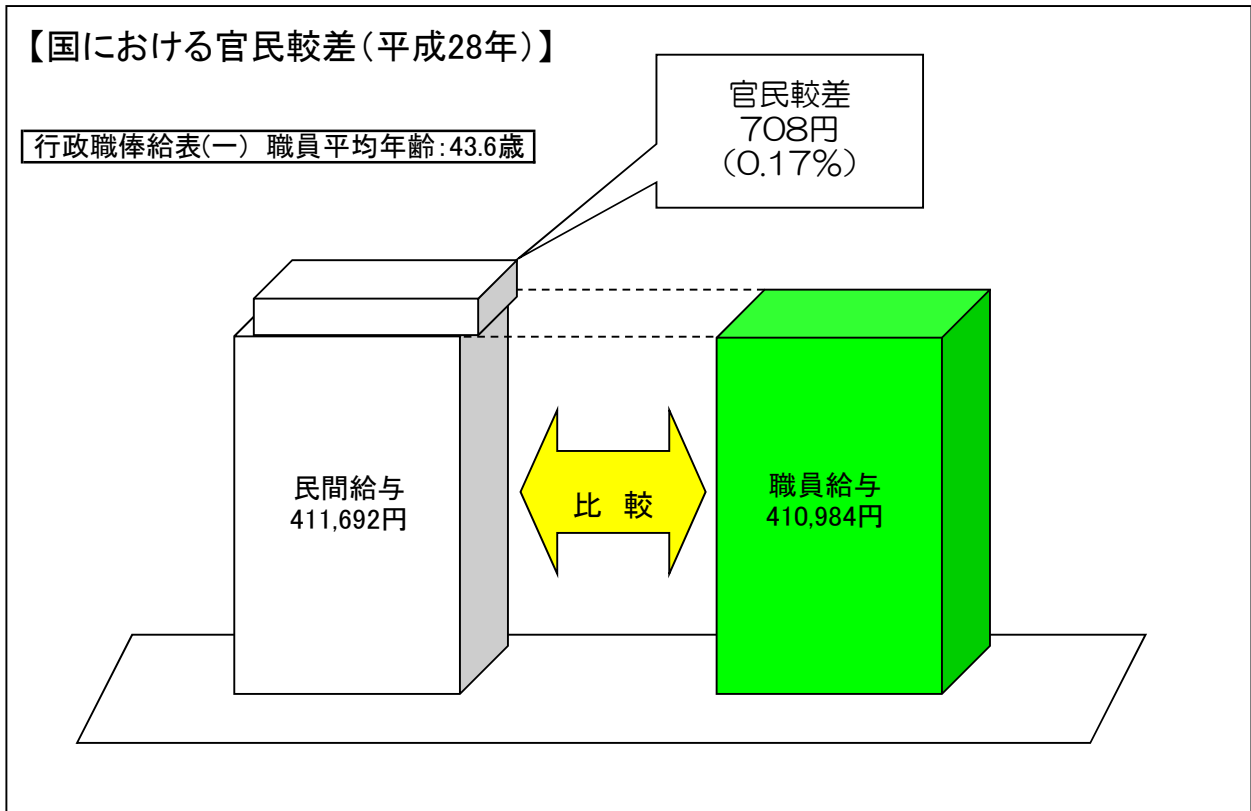 【国における官民較差（平成28年）】
行政職俸給表(一) 職員平均年齢:43.6歳
官民較差
708円
（0.17%）
民間給与
411,692円
比 較
職員給与
410,984円